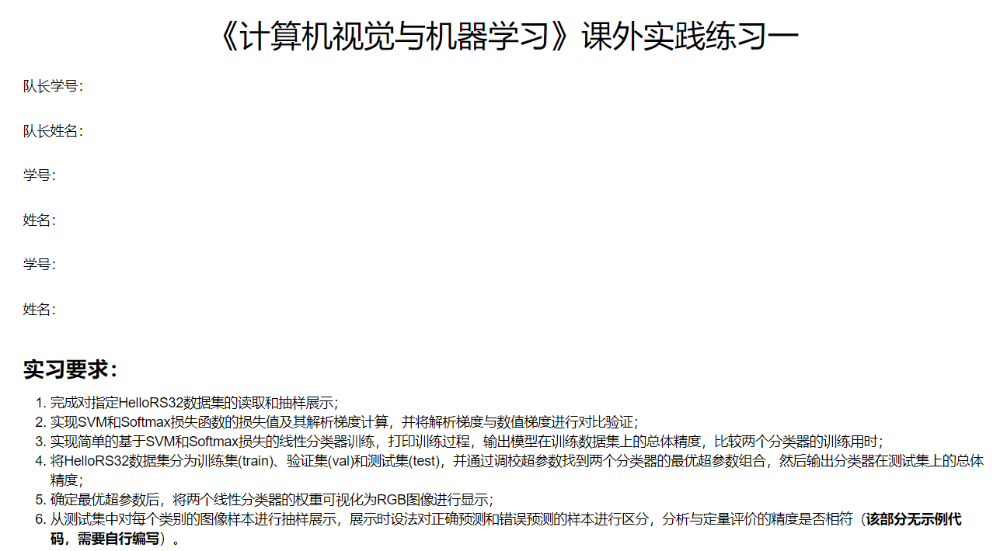 《计算机视觉与机器学习》课外实践练习一
队长学号：
队长姓名：
学号：
姓名：
学号：
姓名：
实习要求：
1. 完成对指定HelloRS32数据集的读取和抽样展示；
2. 实现SVM和Softmax损失函数的损失值及其解析梯度计算，并将解析梯度与数值梯度进行对比验证；
3. 实现简单的基于SVM和Softmax损失的线性分类器训练，打印训练过程，输出模型在训练数据集上的总体精度，比较两个分类器的训练用时；
4. 将HelloRS32数据集分为训练集(train)、验证集(val)和测试集(test)，并通过调校超参数找到两个分类器的最优超参数组合，然后输出分类器在测试集上的总体
精度；
5. 确定最优超参数后，将两个线性分类器的权重可视化为RGB图像进行显示；
6. 从测试集中对每个类别的图像样本进行抽样展示，展示时设法对正确预测和错误预测的样本进行区分，分析与定量评价的精度是否相符（该部分无示例代
码，需要自行编写）。